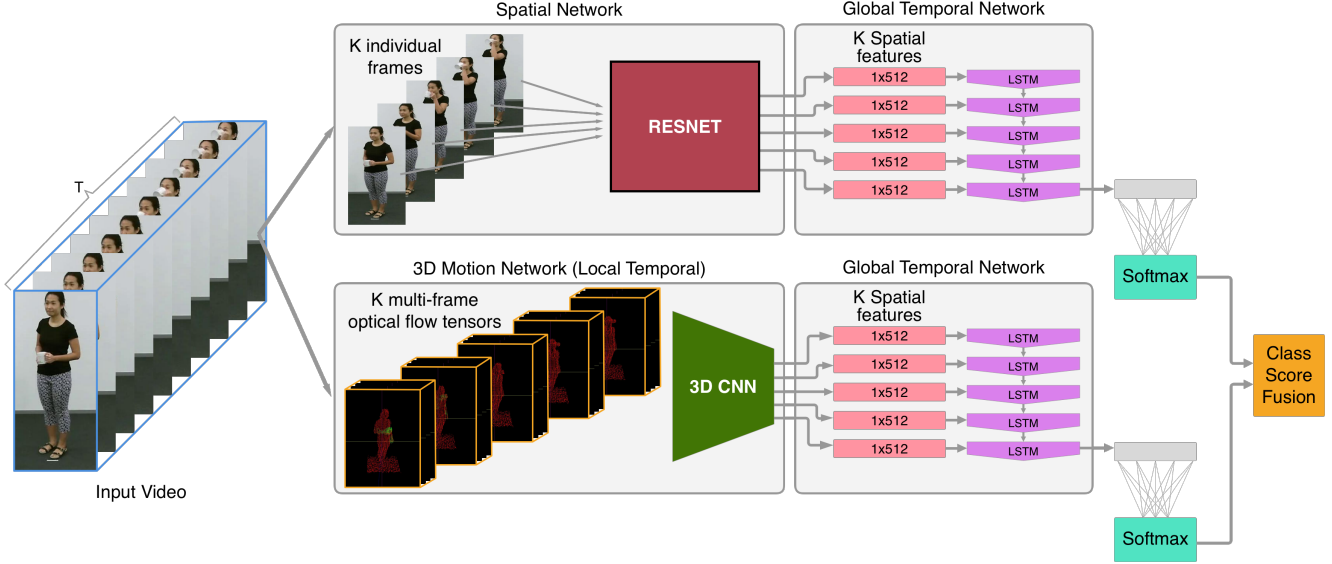 Spatial Network
Global Temporal Network
K individual
frames
RESNET
K Spatial
features
1x512
LSTM
1x512
LSTM
1x512
LSTM
1x512
LSTM
1x512
LSTM
T
Input Video
Softmax
3D Motion Network (Local Temporal)
Global Temporal Network
K multi-frame
optical flow tensors
3D CNN
K Spatial
features
1x512
LSTM
1x512
LSTM
1x512
LSTM
1x512
LSTM
1x512
LSTM
Softmax
Class
Score
Fusion